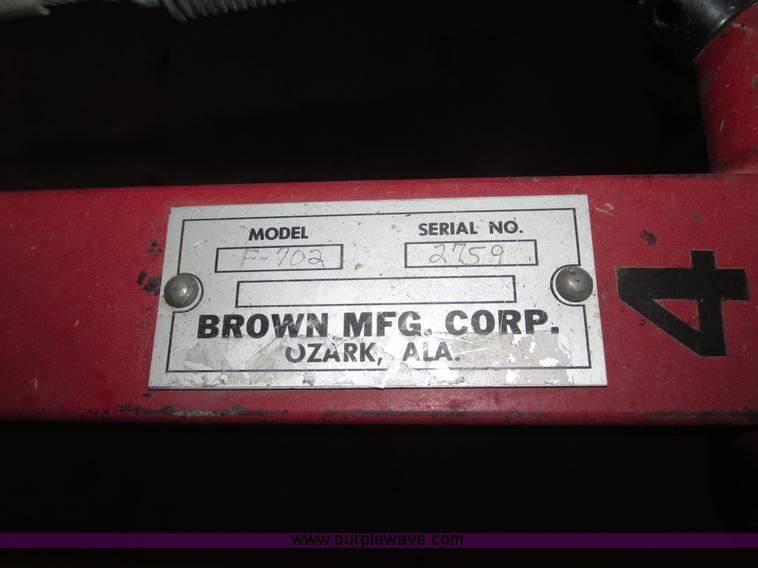 MODEL SERIAL NO.
F-702 2759
BROWN MFG. CORP.
OZARK, ALA.
4
www.purplewave.com